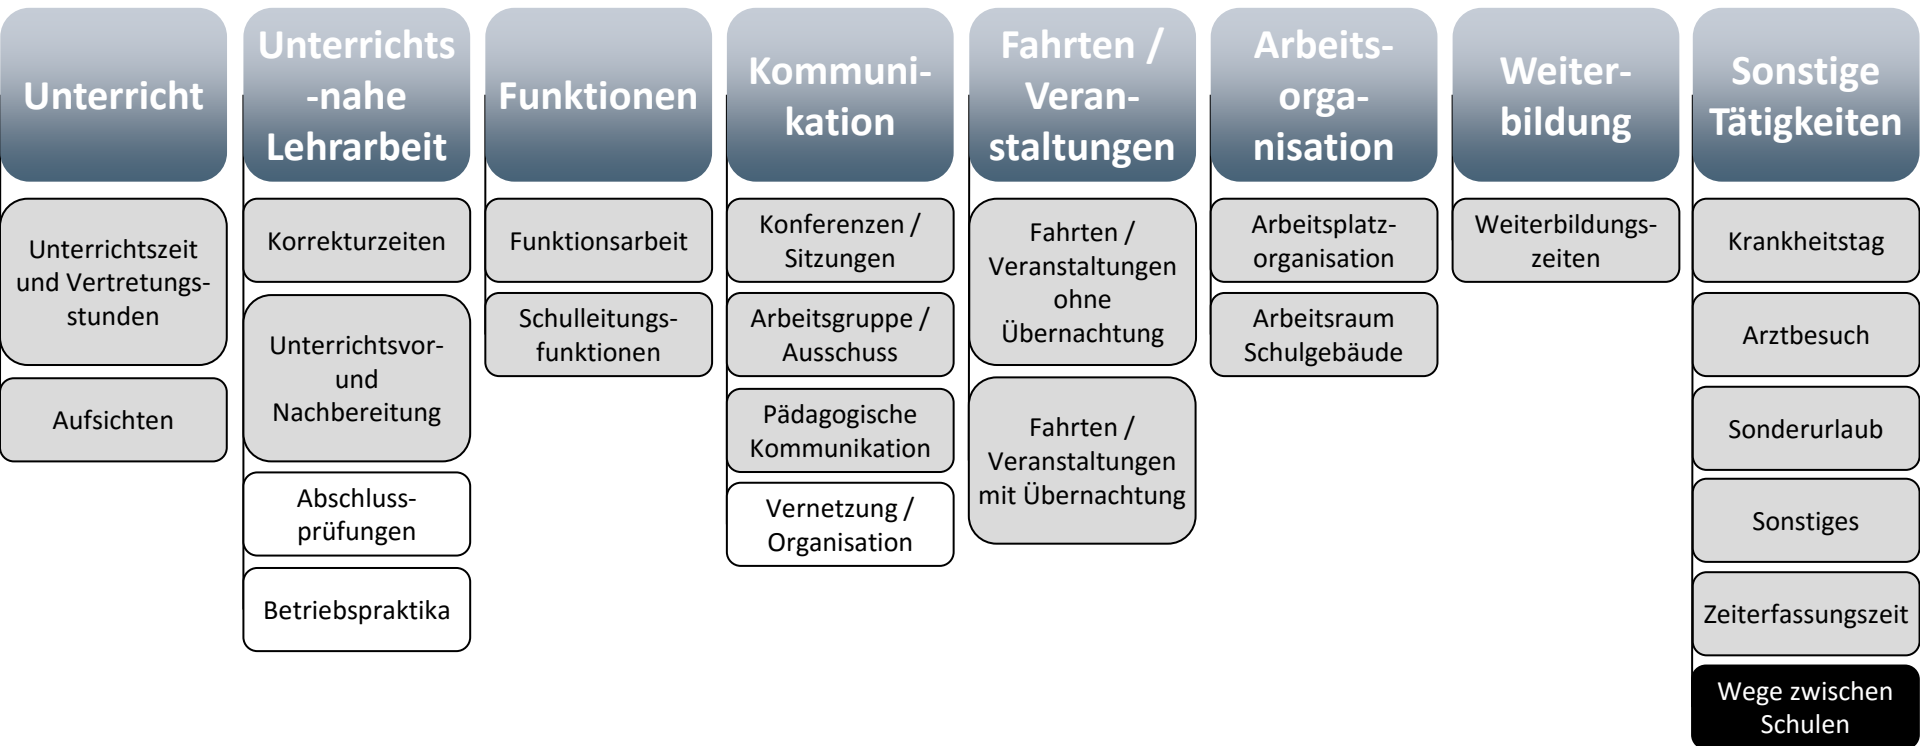 Unterricht
Unterrichtszeit
und Vertretungs-
stunden
Aufsichten
Unterrichts
-nahe
Lehrarbeit
Korrekturzeiten
Unterrichtsvor-
und
Nachbereitung
Abschluss-
prüfungen
Betriebspraktika
Funktionen
Funktionsarbeit
Schulleitungs-
funktionen
Kommuni-
kation
Konferenzen /
Sitzungen
Arbeitsgruppe /
Ausschuss
Pädagogische
Kommunikation
Vernetzung /
Organisation
Fahrten /
Veran-
staltungen
Fahrten /
Veranstaltungen
ohne
Übernachtung
Fahrten /
Veranstaltungen
mit Übernachtung
Arbeits-
orga-
nisation
Arbeitsplatz-
organisation
Arbeitsraum
Schulgebäude
Weiter-
bildung
Weiterbildungs-
zeiten
Sonstige
Tätigkeiten
Krankheitstag
Arztbesuch
Sonderurlaub
Sonstiges
Zeiterfassungszeit
Wege zwischen
Schulen